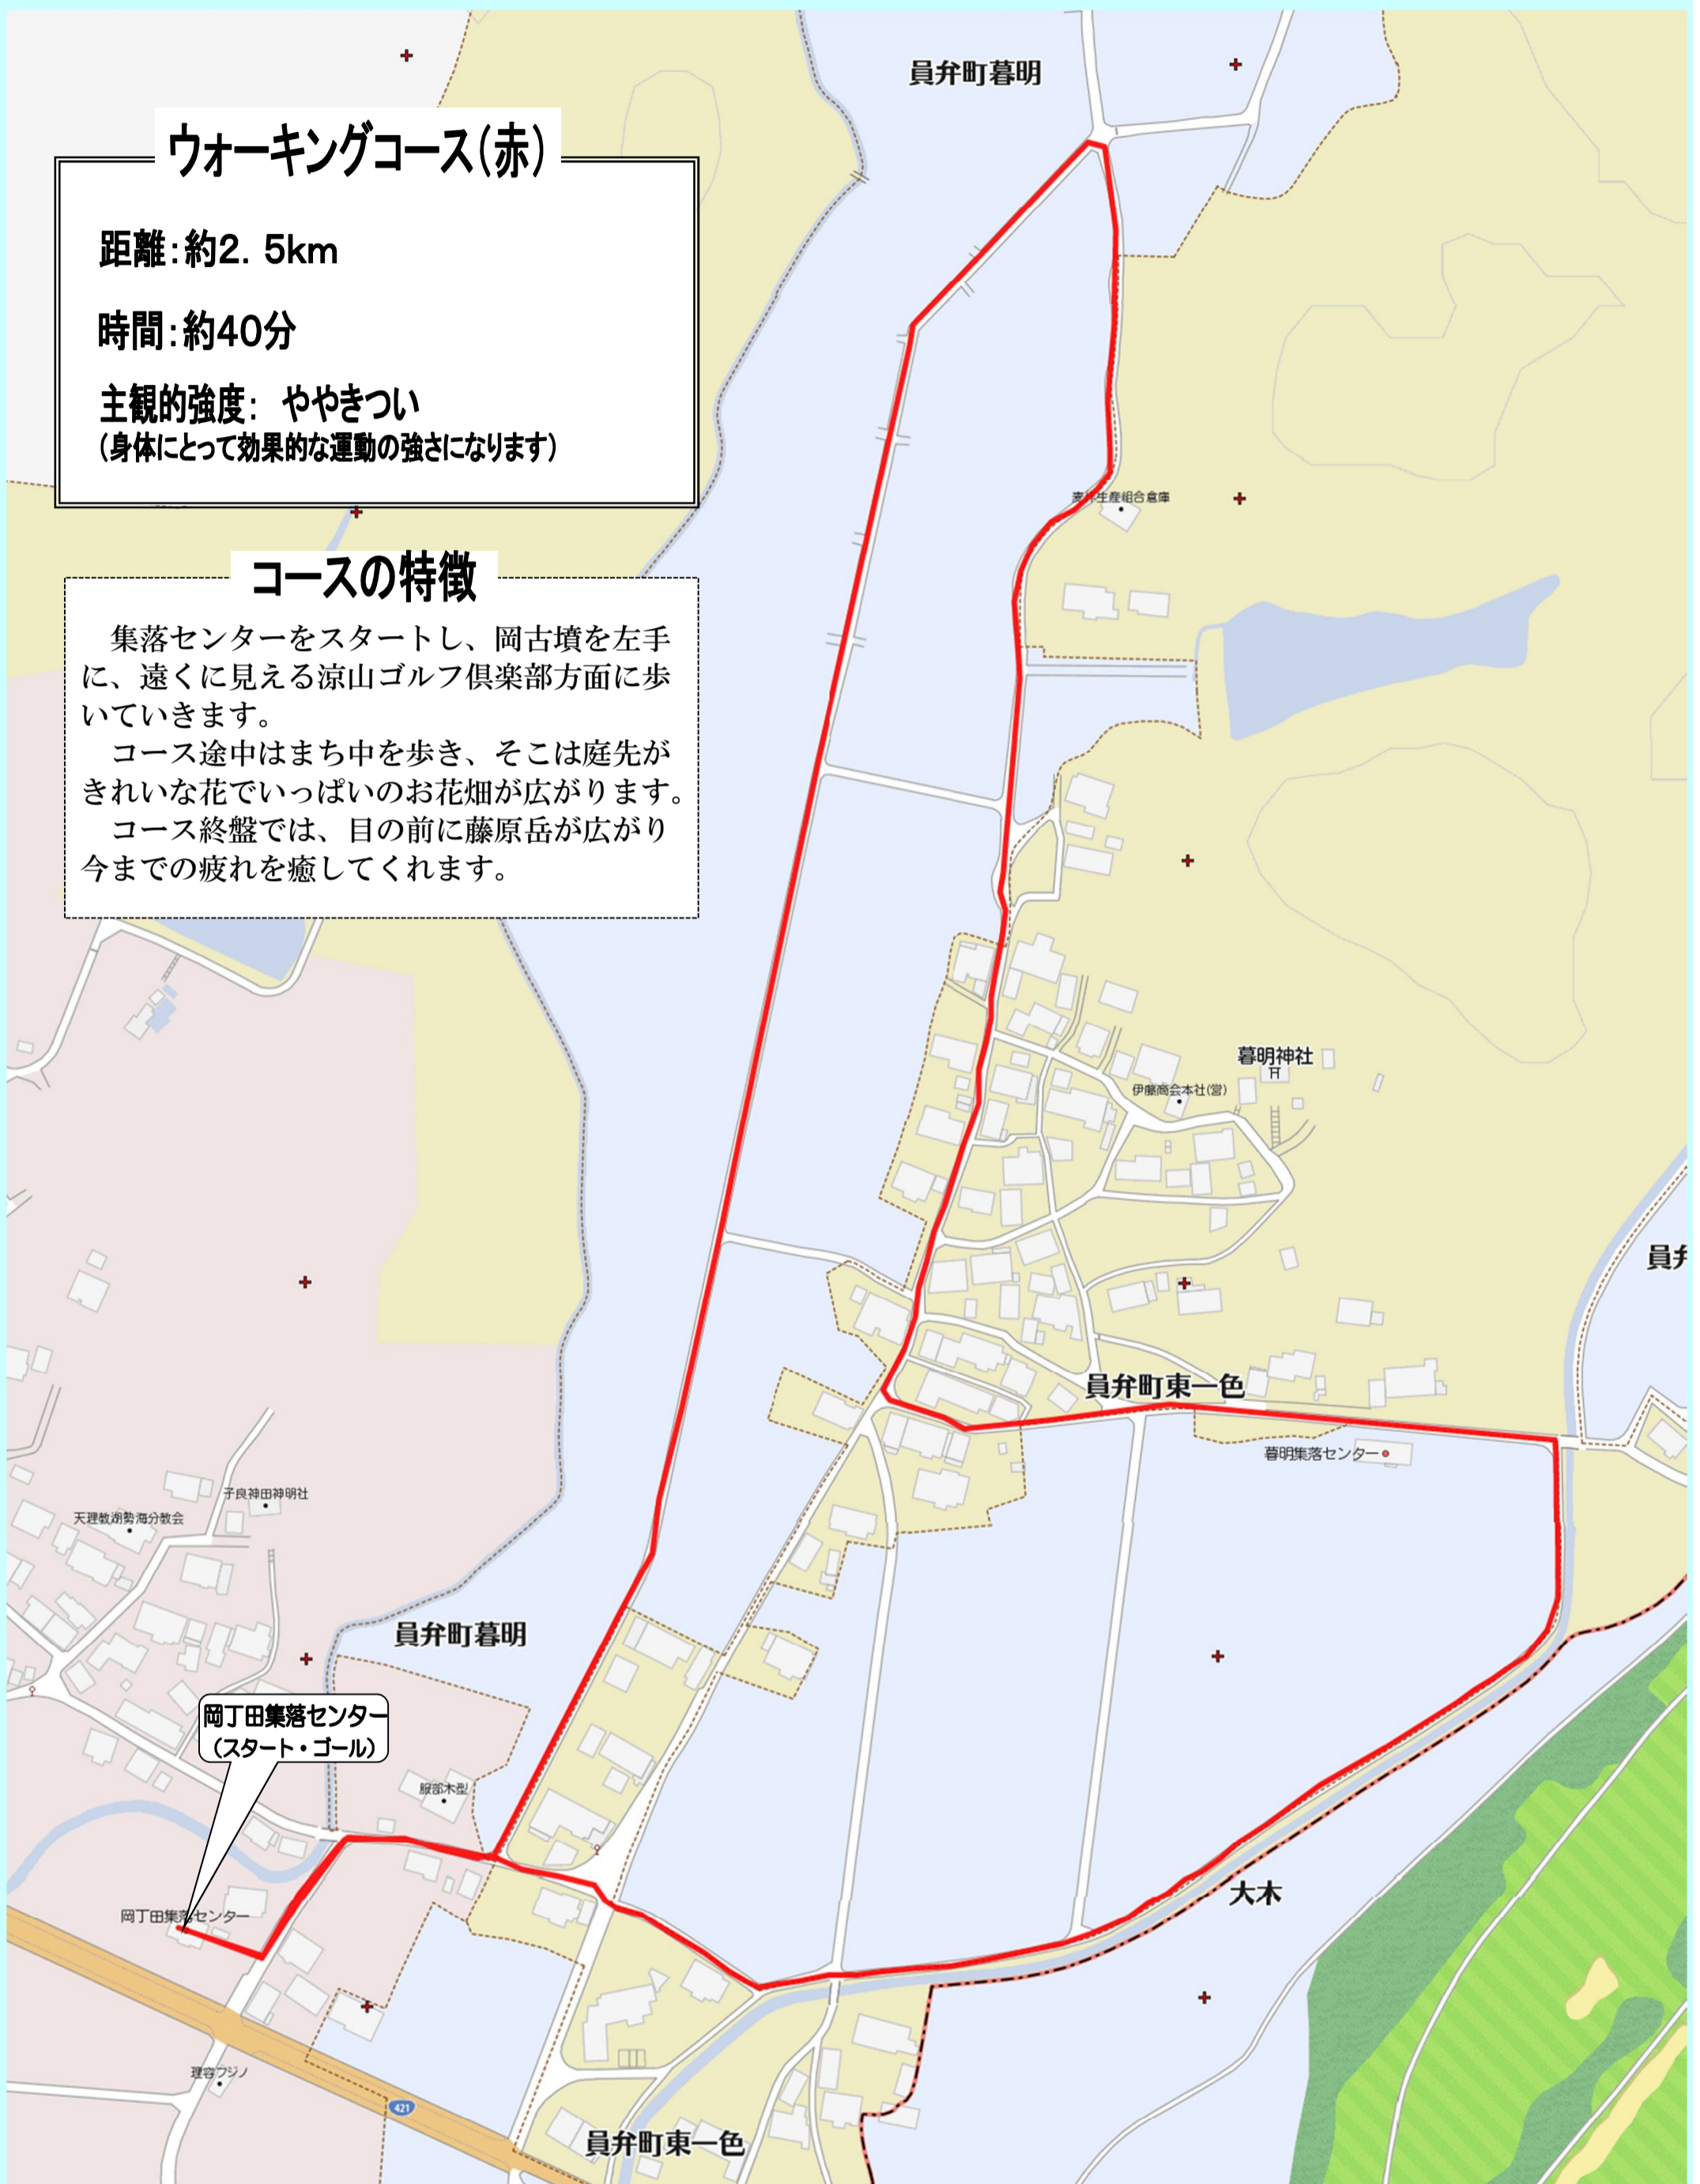 員弁町暮明
ウォーキングコース(赤)
距離:約2.5km
時間:約40分
主観的強度: ややきつい
(身体にとって効果的な運動の強さになります)
コースの特徴
集落センターをスタートし、岡古墳を左手
に、遠くに見える涼山ゴルフ倶楽部方面に歩
いていきます。
コース途中はまち中を歩き、そこは庭先が
きれいな花でいっぱいのお花畑が広がります。
コース終盤では、目の前に藤原岳が広がり
今までの疲れを癒してくれます。
生産組合倉庫
暮明神社
伊藤商会本社(営)
員弁
員弁町東一色
暮明集落センター
子良神田神明社
天理教湖勢海分教会
員弁町暮明
岡丁田集落センター
(スタート・ゴール)
服部木型
大木
岡丁田集落センター
理容フジノ
421
員弁町東一色